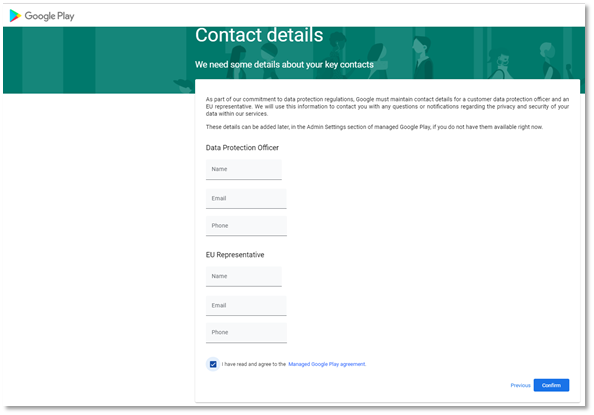 Google Play
Contact details
We need some details about your key contacts
As part of our commitment to data protection regulations, Google must maintain contact details for a customer data protection officer and an
EU representative. We will use this information to contact you with any questions or notifications regarding the privacy and security of your
data within our services.
These details can be added later, in the Admin Settings section of managed Google Play, if you do not have them available right now.
Data Protection Officer
Name
Email
Phone
EU Representative
Name
Email
Phone
I have read and agree to the Managed Google Play agreement.
Previous Confirm